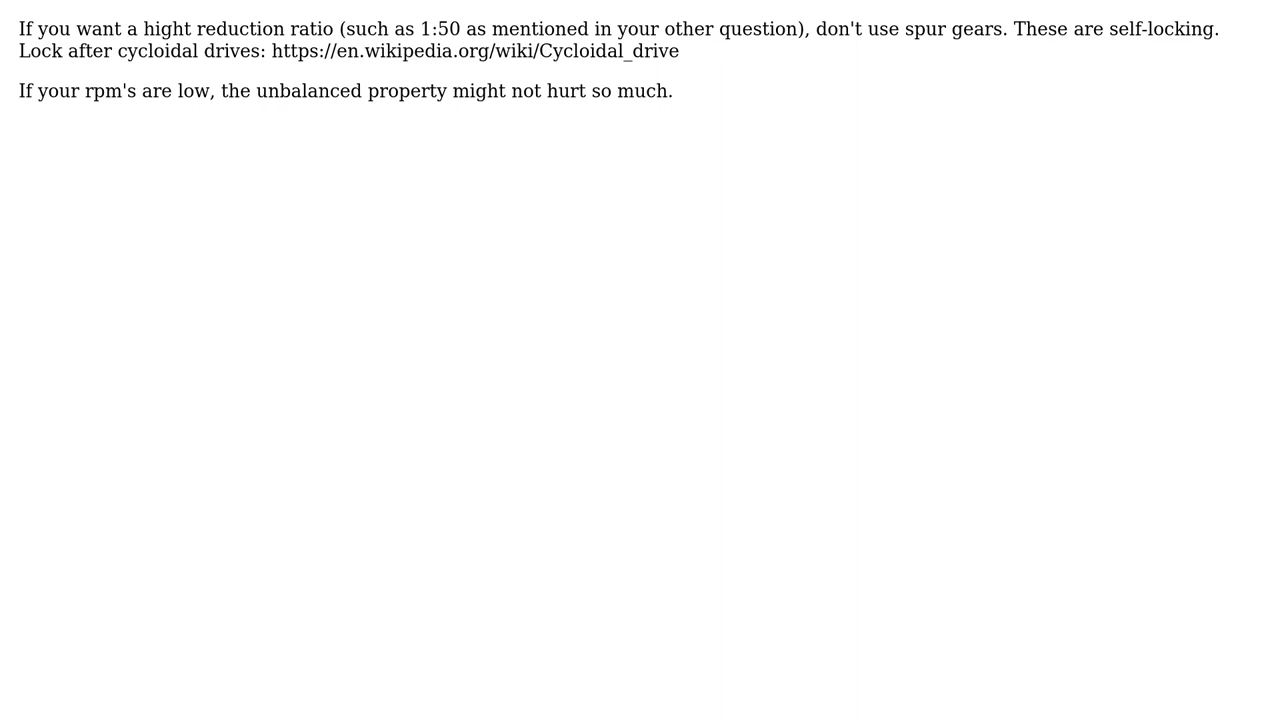 If you want a hight reduction ratio (such as 1:50 as mentioned in your other question), don't use spur gears. These are self-locking.
Lock after cycloidal drives: https://en.wikipedia.org/wiki/Cycloidal_drive
If your rpm's are low, the unbalanced property might not hurt so much.